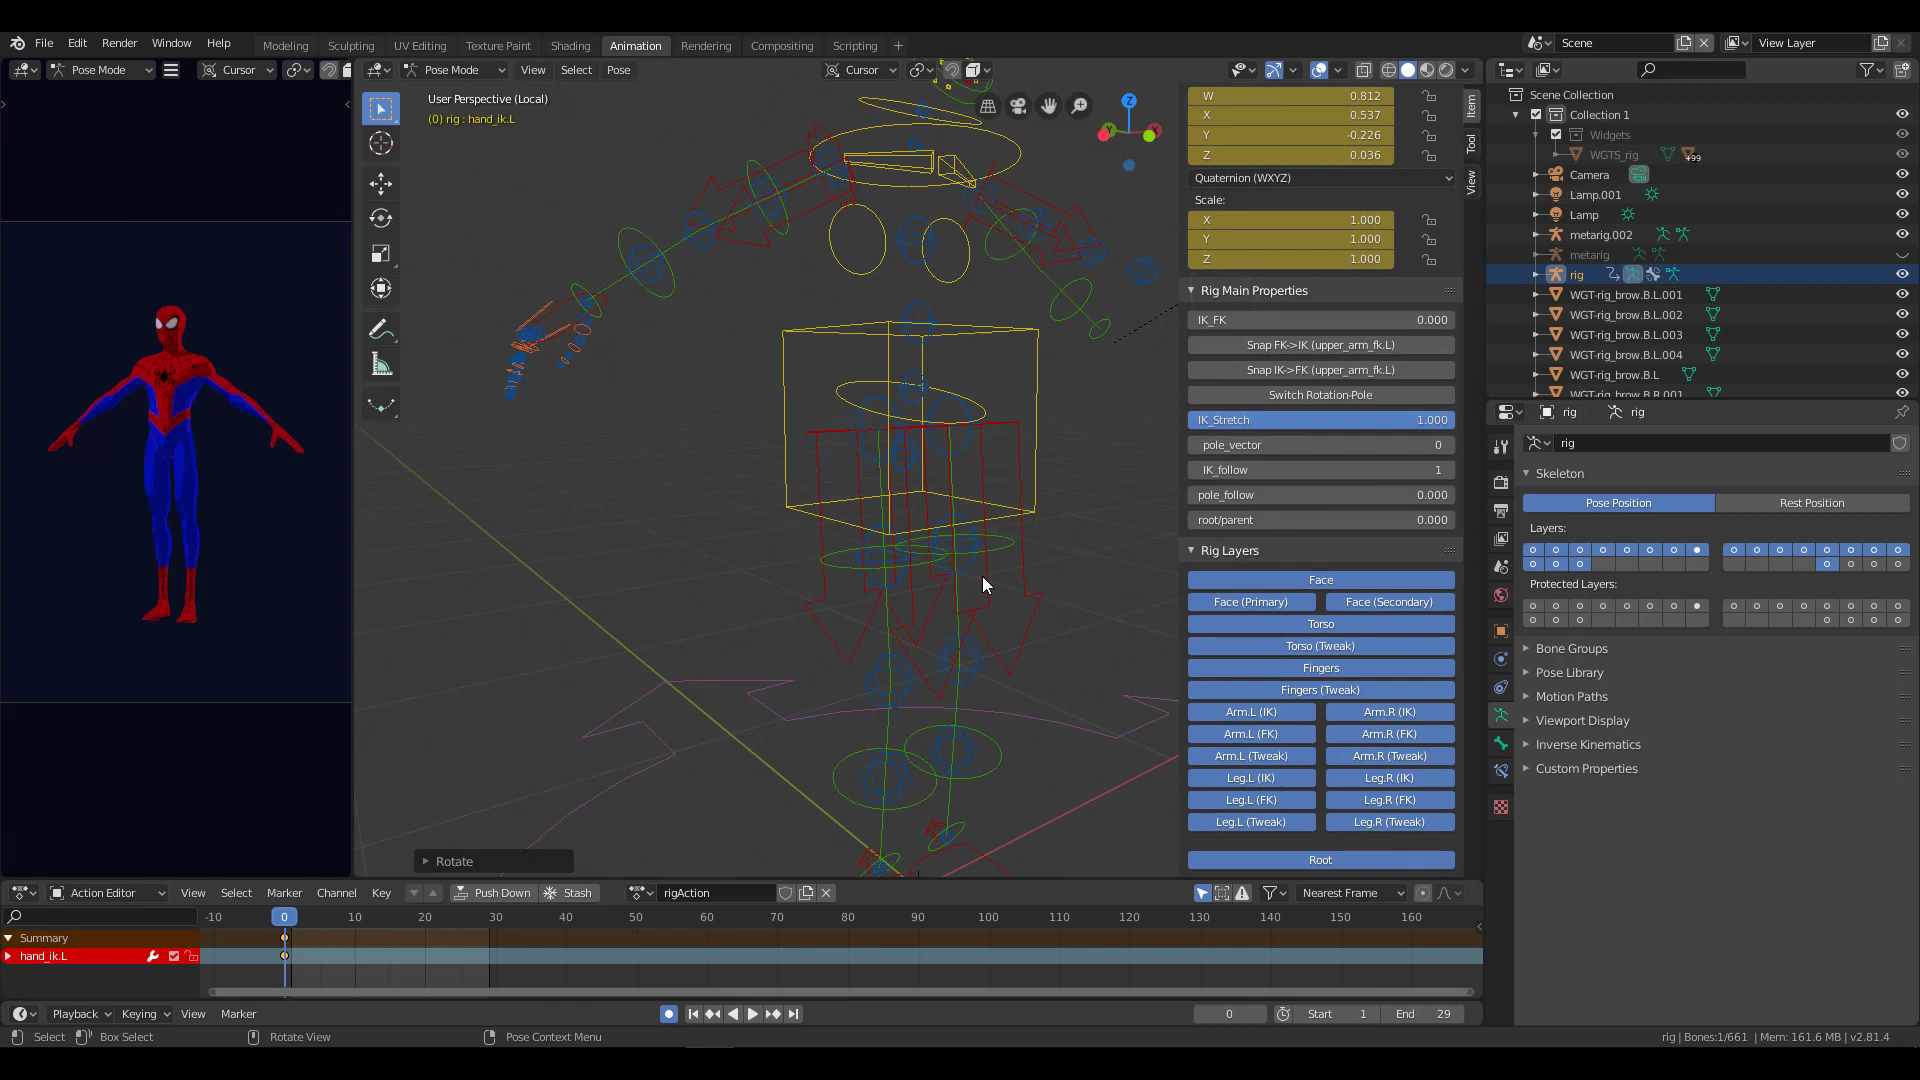 File Edit Render Window Help
Modeling Sculpting UV Editing Texture Paint Shading Animation Rendering Compositing Scripting +
Scene View Layer
Pose Mode Cursor
Pose Mode View Select Pose Cursor
User Perspective (Local)
(0) rig : hand_ik.L
Z
W 0.812
X 0.537
Y -0.226
Z 0.036
Quaternion (WXYZ)
Scale:
X 1.000
Y 1.000
Z 1.000
Rig Main Properties
IK_FK 0.000
Snap FK->IK (upper_arm_fk.L)
Snap IK->FK (upper_arm_fk.L)
Switch Rotation-Pole
IK_Stretch 1.000
pole_vector 0
IK_follow 1
pole_follow 0.000
root/parent 0.000
Rig Layers
Face
Face (Primary) Face (Secondary)
Torso
Torso (Tweak)
Fingers
Fingers (Tweak)
Arm.L (IK) Arm.R (IK)
Arm.L (FK) Arm.R (FK)
Arm.L (Tweak) Arm.R (Tweak)
Leg.L (IK) Leg.R (IK)
Leg.L (FK) Leg.R (FK)
Leg.L (Tweak) Leg.R (Tweak)
Root
Item
Tool
View
Scene Collection
Collection 1
Widgets
WGTS_rig +99
Camera
Lamp.001
Lamp
metarig.002
metarig
rig
WGT-rig_brow.B.L.001
WGT-rig_brow.B.L.002
WGT-rig_brow.B.L.003
WGT-rig_brow.B.L.004
WGT-rig_brow.B.L
WGT-rig_brow.B.R.001
rig rig
rig
Skeleton
Pose Position Rest Position
Layers:
Protected Layers:
Bone Groups
Pose Library
Motion Paths
Viewport Display
Inverse Kinematics
Custom Properties
Rotate
Action Editor View Select Marker Channel Key Push Down Stash rigAction Nearest Frame
-10 0 10 20 30 40 50 60 70 80 90 100 110 120 130 140 150 160
Summary
hand_ik.L
Playback Keying View Marker 0 Start 1 End 29
Select Box Select Rotate View Pose Context Menu rig | Bones:1/661 | Mem: 161.6 MB | v2.81.4